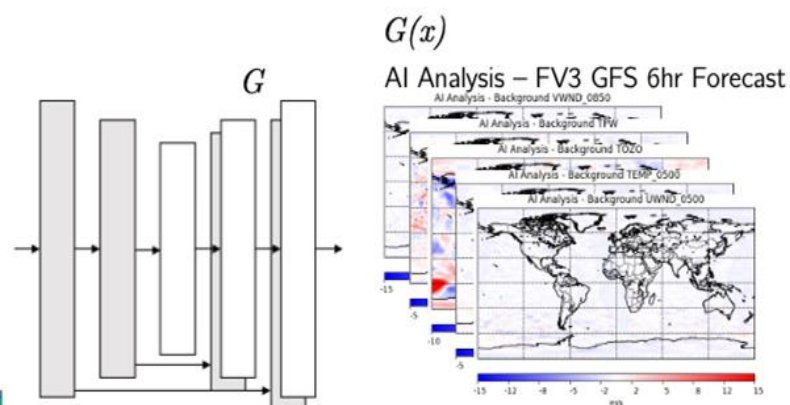 G(x)
G
AI Analysis – FV3 GFS 6hr Forecast
AI Analysis - Background VWND_0850
AI Analysis - Background TPW
AI Analysis - Background TOZO
AI Analysis - Background TEMP_0500
AI Analysis - Background UWND_0500
-15
-5
-10
-5
-15 -12 -8 -5 -2 2 5 8 12 15
m/s